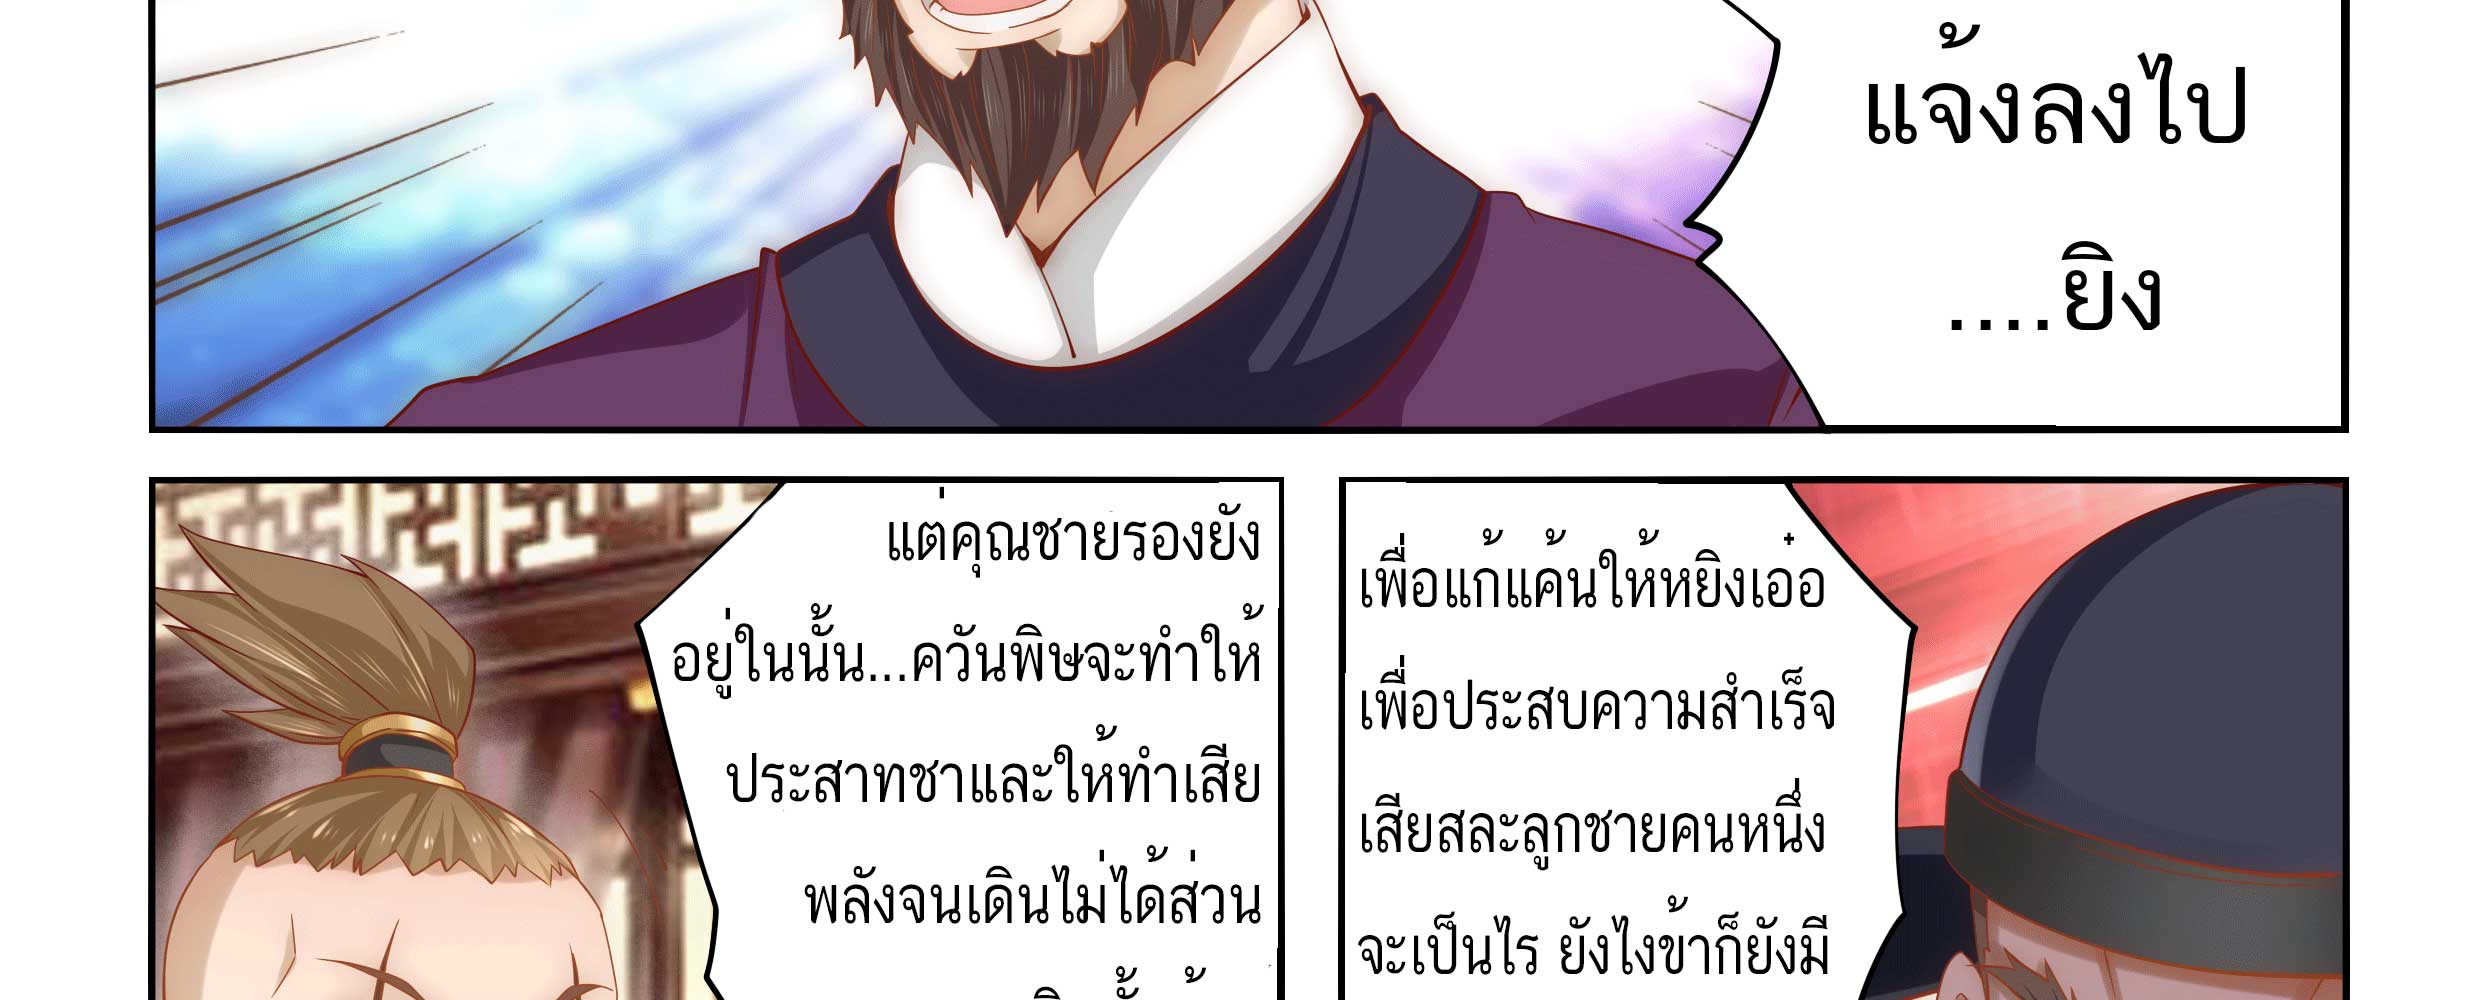 แจ้งลงไป
....ยิง
แต่คุณชายรองยัง
อยู่ในนั้น...ควันพิษจะทำให้
ประสาทชาและให้ทำเสีย
พลังจนเดินไม่ได้ส่วน
เพื่อแก้แค้นให้หยิงเอ๋อ
เพื่อประสบความสำเร็จ
เสียสละลูกชายคนหนึ่ง
จะเป็นไร ยังไงข้าก็ยังมี